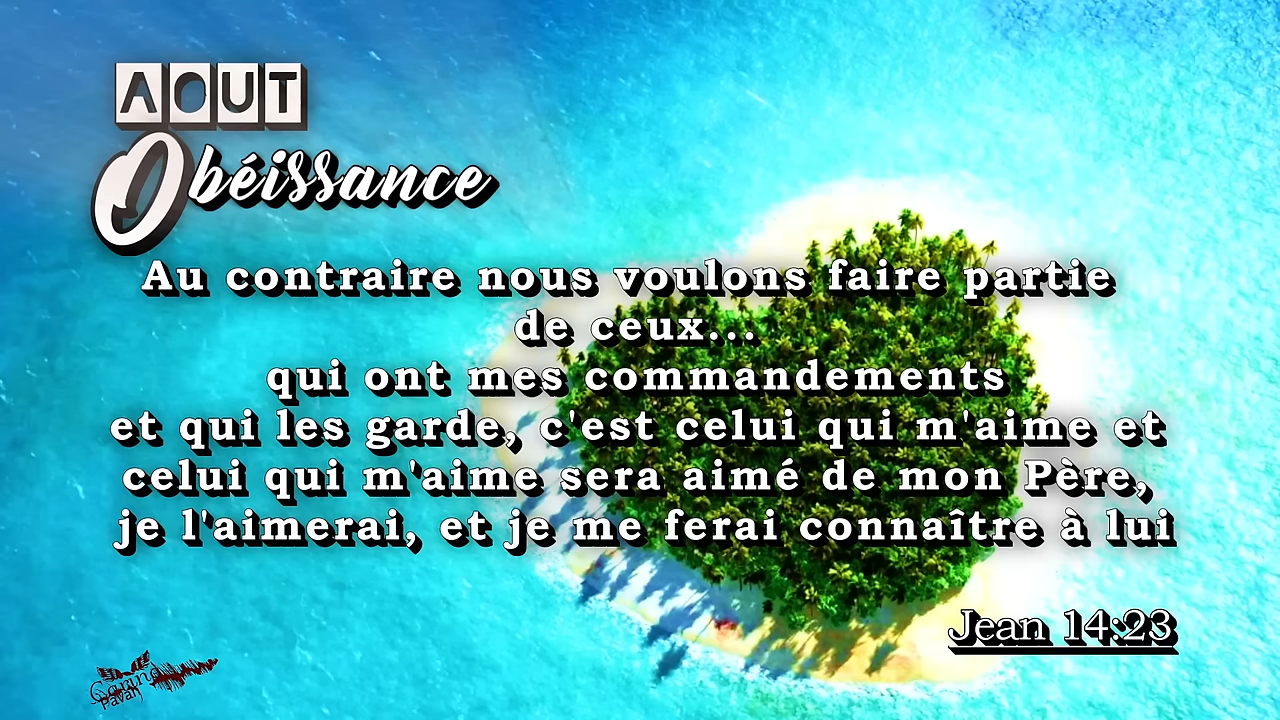 AOUT
Obéissance
Au contraire nous voulons faire partie
de ceux...
qui ont mes commandements
et qui les garde, c'est celui qui m'aime et
celui qui m'aime sera aimé de mon Père,
je l'aimerai, et je me ferai connaître à lui
Jean 14:23